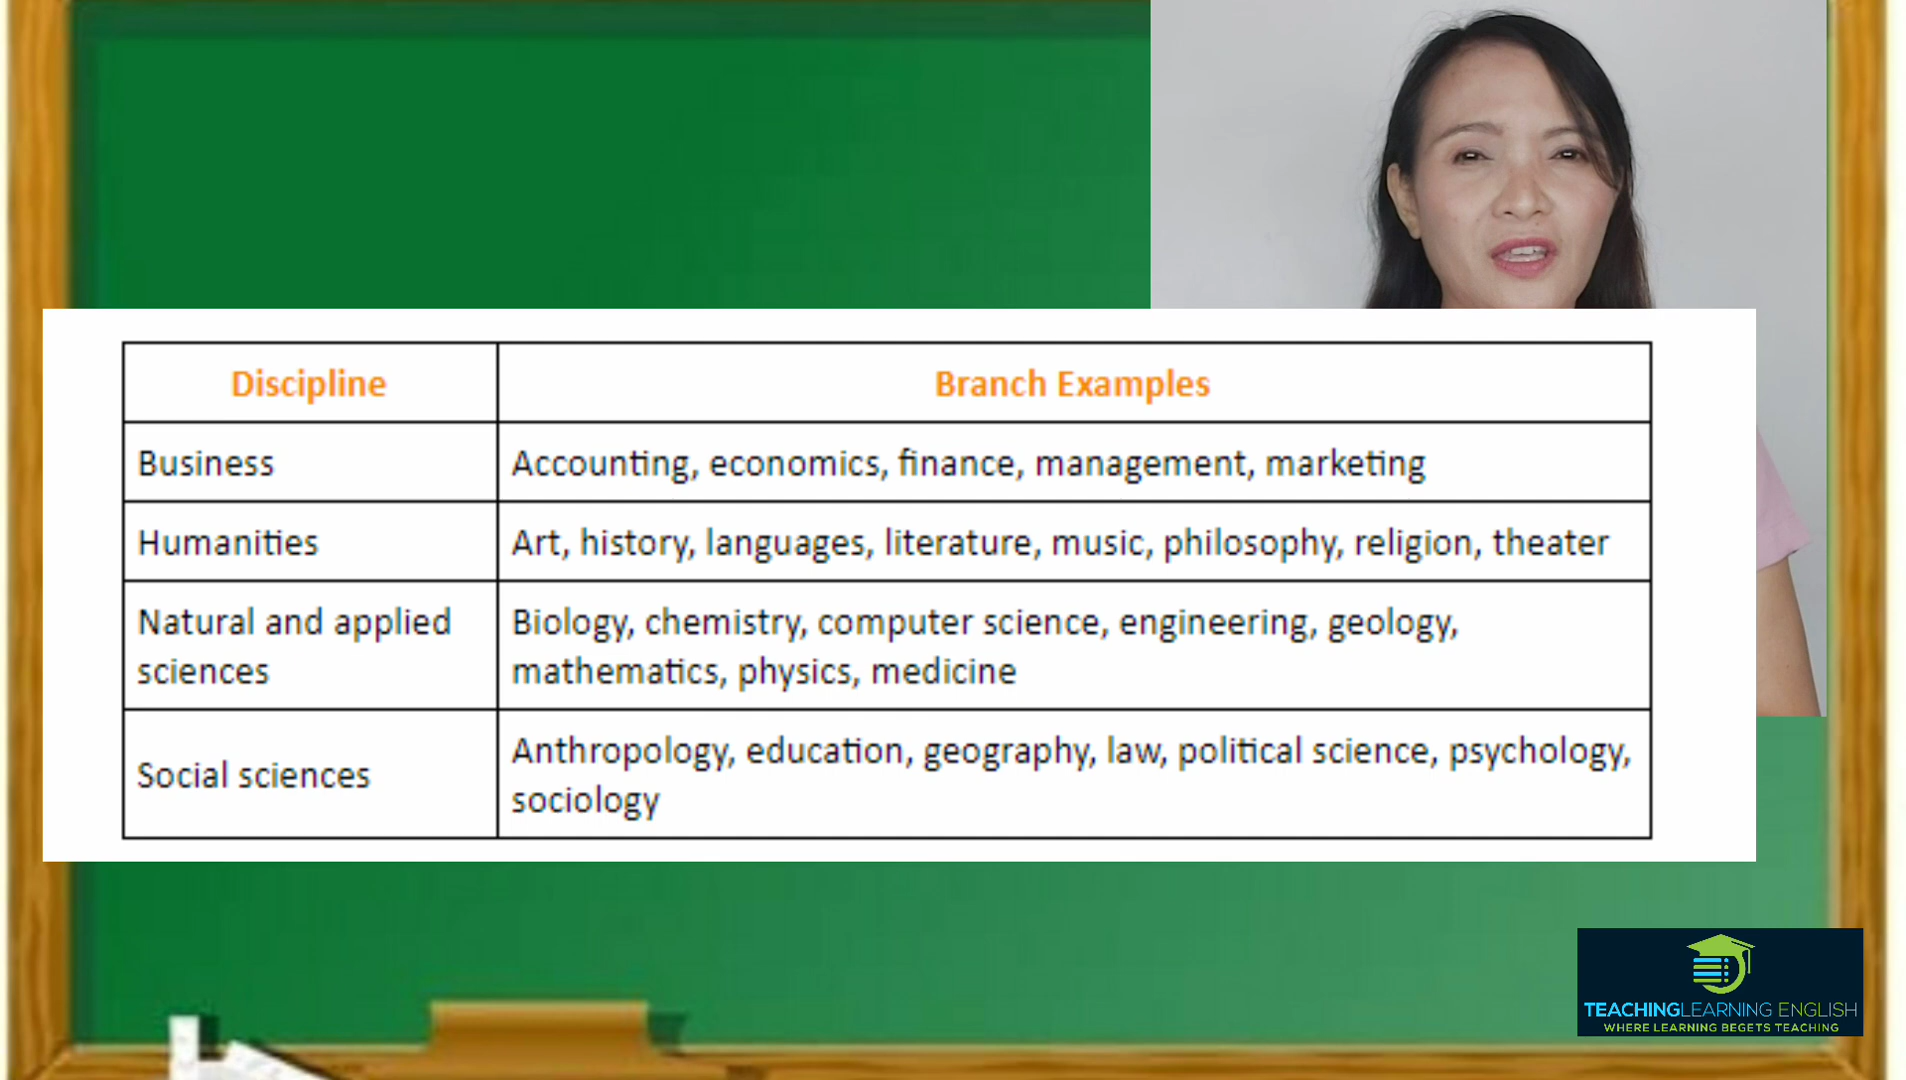 Discipline
Branch Examples
Business
Accounting, economics, finance, management, marketing
Humanities
Art, history, languages, literature, music, philosophy, religion, theater
Natural and applied
sciences
Biology, chemistry, computer science, engineering, geology,
mathematics, physics, medicine
Social sciences
Anthropology, education, geography, law, political science, psychology,
sociology
TEACHINGLEARNING ENGLISH
WHERE LEARNING BEGETS TEACHING